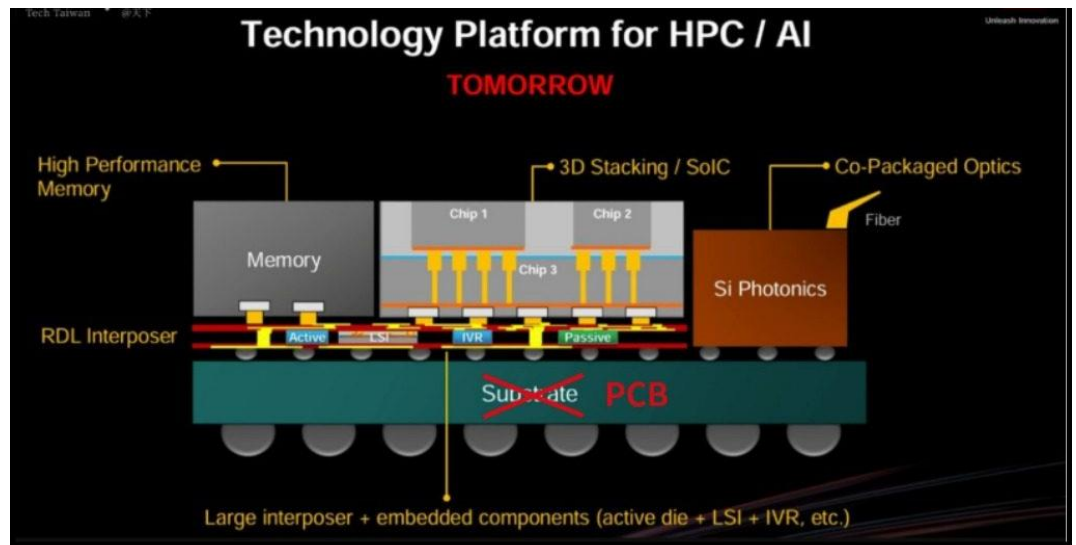 Tech Taiwan @天下
Unleash Innovation
Technology Platform for HPC / AI
TOMORROW
High Performance
Memory
3D Stacking / SoIC
Co-Packaged Optics
Fiber
Chip 1
Chip 2
Memory
Chip 3
Si Photonics
RDL Interposer
Active
LSI
IVR
Passive
Substrate
PCB
Large interposer + embedded components (active die + LSI + IVR, etc.)